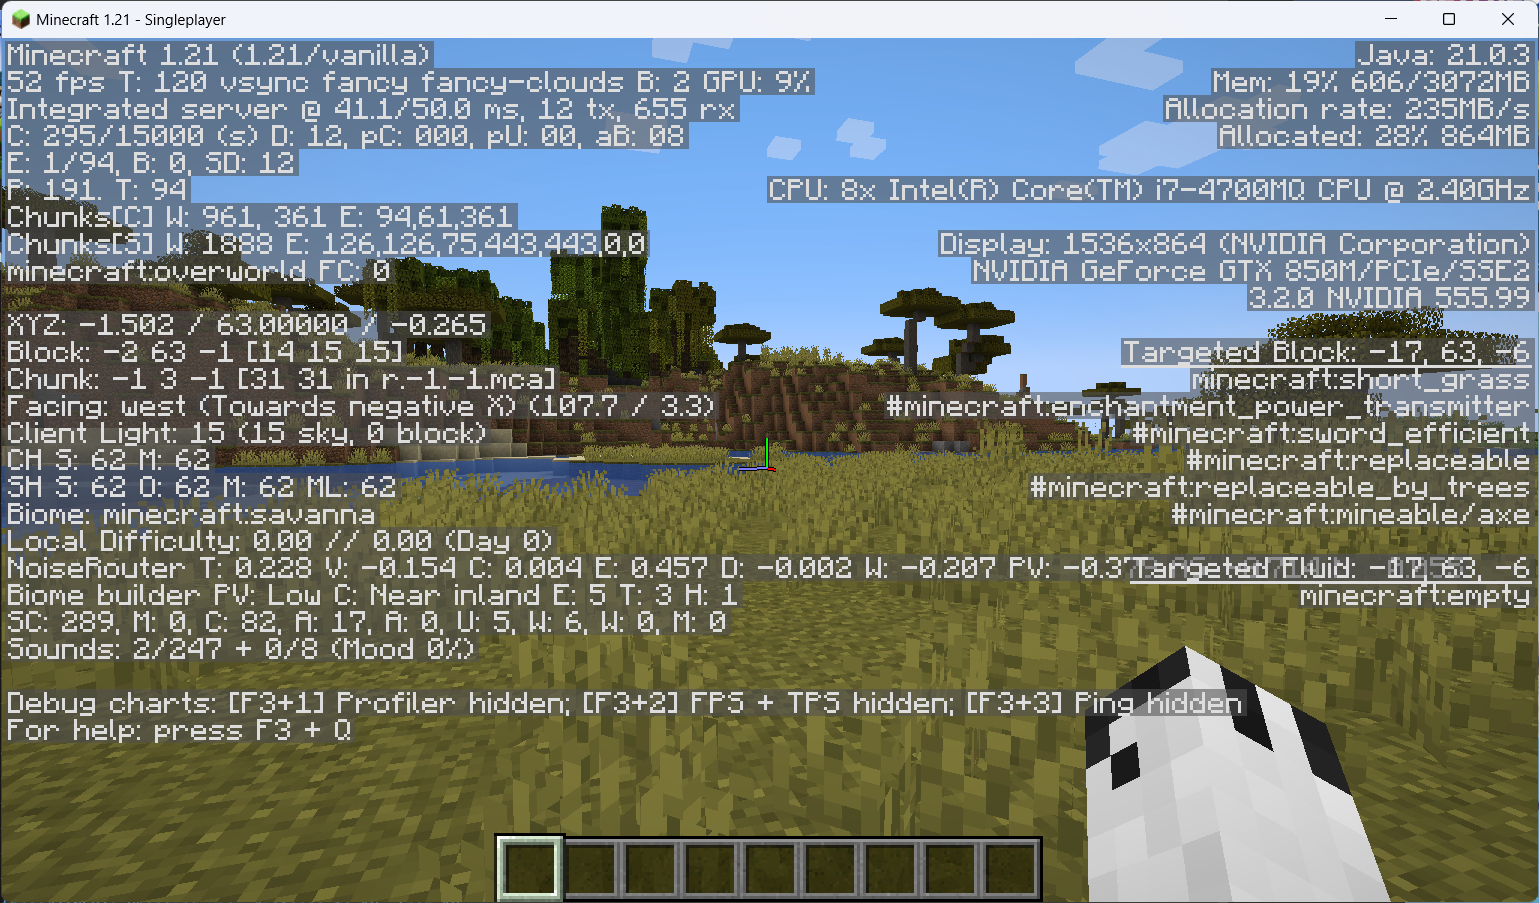 Minecraft 1.21 - Singleplayer
Minecraft 1.21 (1.21/vanilla)
52 fps T: 120 vsync fancy fancy-clouds B: 2 GPU: 9%
Integrated server @ 41.1/50.0 ms, 12 tx, 655 rx
C: 295/15000 (s) D: 12, pC: 000, pU: 00, aB: 08
E: 1/94, B: 0, SD: 12
P: 191. T: 94
Chunks[C] W: 961, 361 E: 94,61,361
Chunks[S] W: 1888 E: 126,126,75,443,443,0,0
minecraft:overworld FC: 0
XYZ: -1.502 / 63.00000 / -0.265
Block: -2 63 -1 [14 15 15]
Chunk: -1 3 -1 [31 31 in r.-1.-1.mca]
Facing: west (Towards negative X) (107.7 / 3.3)
Client Light: 15 (15 sky, 0 block)
CH S: 62 M: 62
SH S: 62 O: 62 M: 62 ML: 62
Biome: minecraft:savanna
Local Difficulty: 0.00 // 0.00 (Day 0)
NoiseRouter T: 0.228 V: -0.154 C: 0.004 E: 0.457 D: -0.002 W: -0.207 PV:
Biome builder PV: Low C: Near inland E: 5 T: 3 H: 1
SC: 289, M: 0, C: 82, A: 17, A: 0, U: 5, W: 6, W: 0, M: 0
Sounds: 2/247 + 0/8 (Mood 0%)
Debug charts: [F3+1] Profiler hidden; [F3+2] FPS + TPS hidden; [F3+3] Ping hidden
For help: press F3 + Q
Java: 21.0.3
Mem: 19% 606/3072MB
Allocation rate: 235MB/s
Allocated: 28% 864MB
CPU: 8x Intel(R) Core(TM) i7-4700MQ CPU @ 2.40GHz
Display: 1536x864 (NVIDIA Corporation)
NVIDIA GeForce GTX 850M/PCIe/SSE2
3.2.0 NVIDIA 555.99
Targeted Block: -17, 63, -6
minecraft:short_grass
#minecraft:enchantment_power_transmitter
#minecraft:sword_efficient
#minecraft:replaceable
#minecraft:replaceable_by_trees
#minecraft:mineable/axe
Targeted Fluid: -17, 63, -6
minecraft:empty